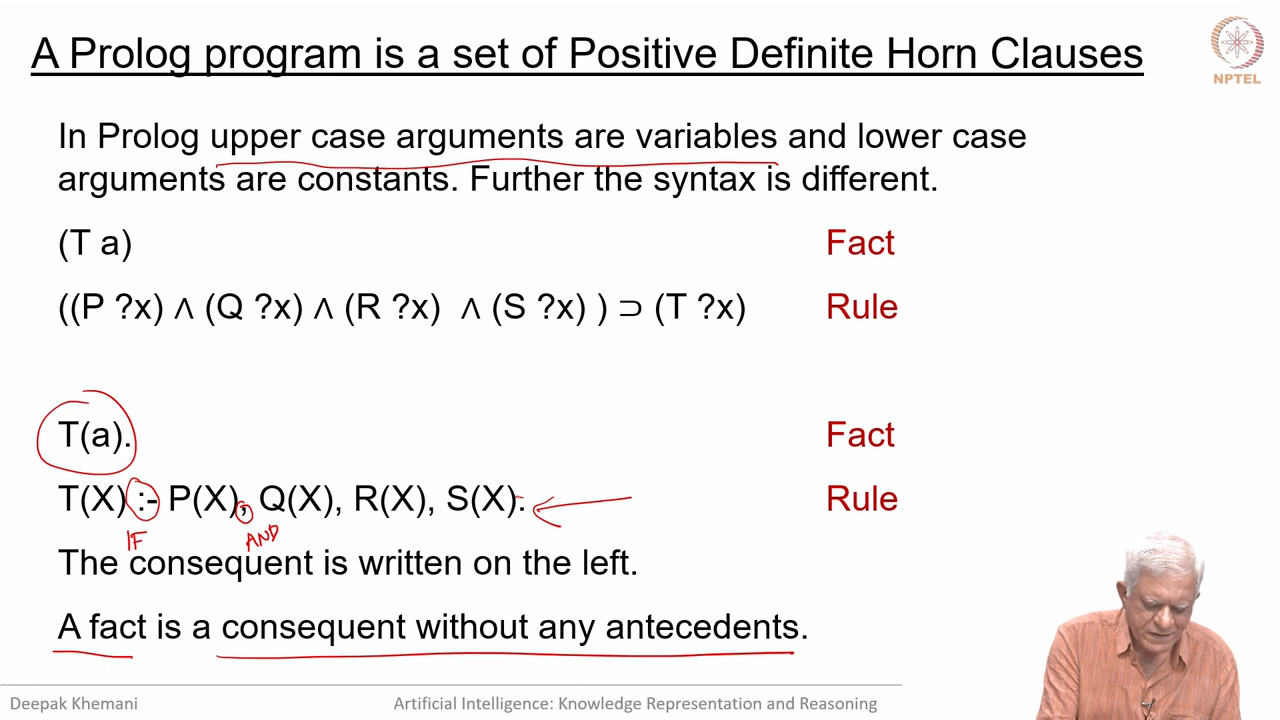 A Prolog program is a set of Positive Definite Horn Clauses
NPTEL
In Prolog upper case arguments are variables and lower case
arguments are constants. Further the syntax is different.
(T a) Fact
((P ?x) ∧ (Q ?x) ∧ (R ?x) ∧ (S ?x) ) ⊃ (T ?x) Rule
T(a). Fact
T(X) :- P(X), Q(X), R(X), S(X). Rule
IF AND
The consequent is written on the left.
A fact is a consequent without any antecedents.
Deepak Khemani Artificial Intelligence: Knowledge Representation and Reasoning